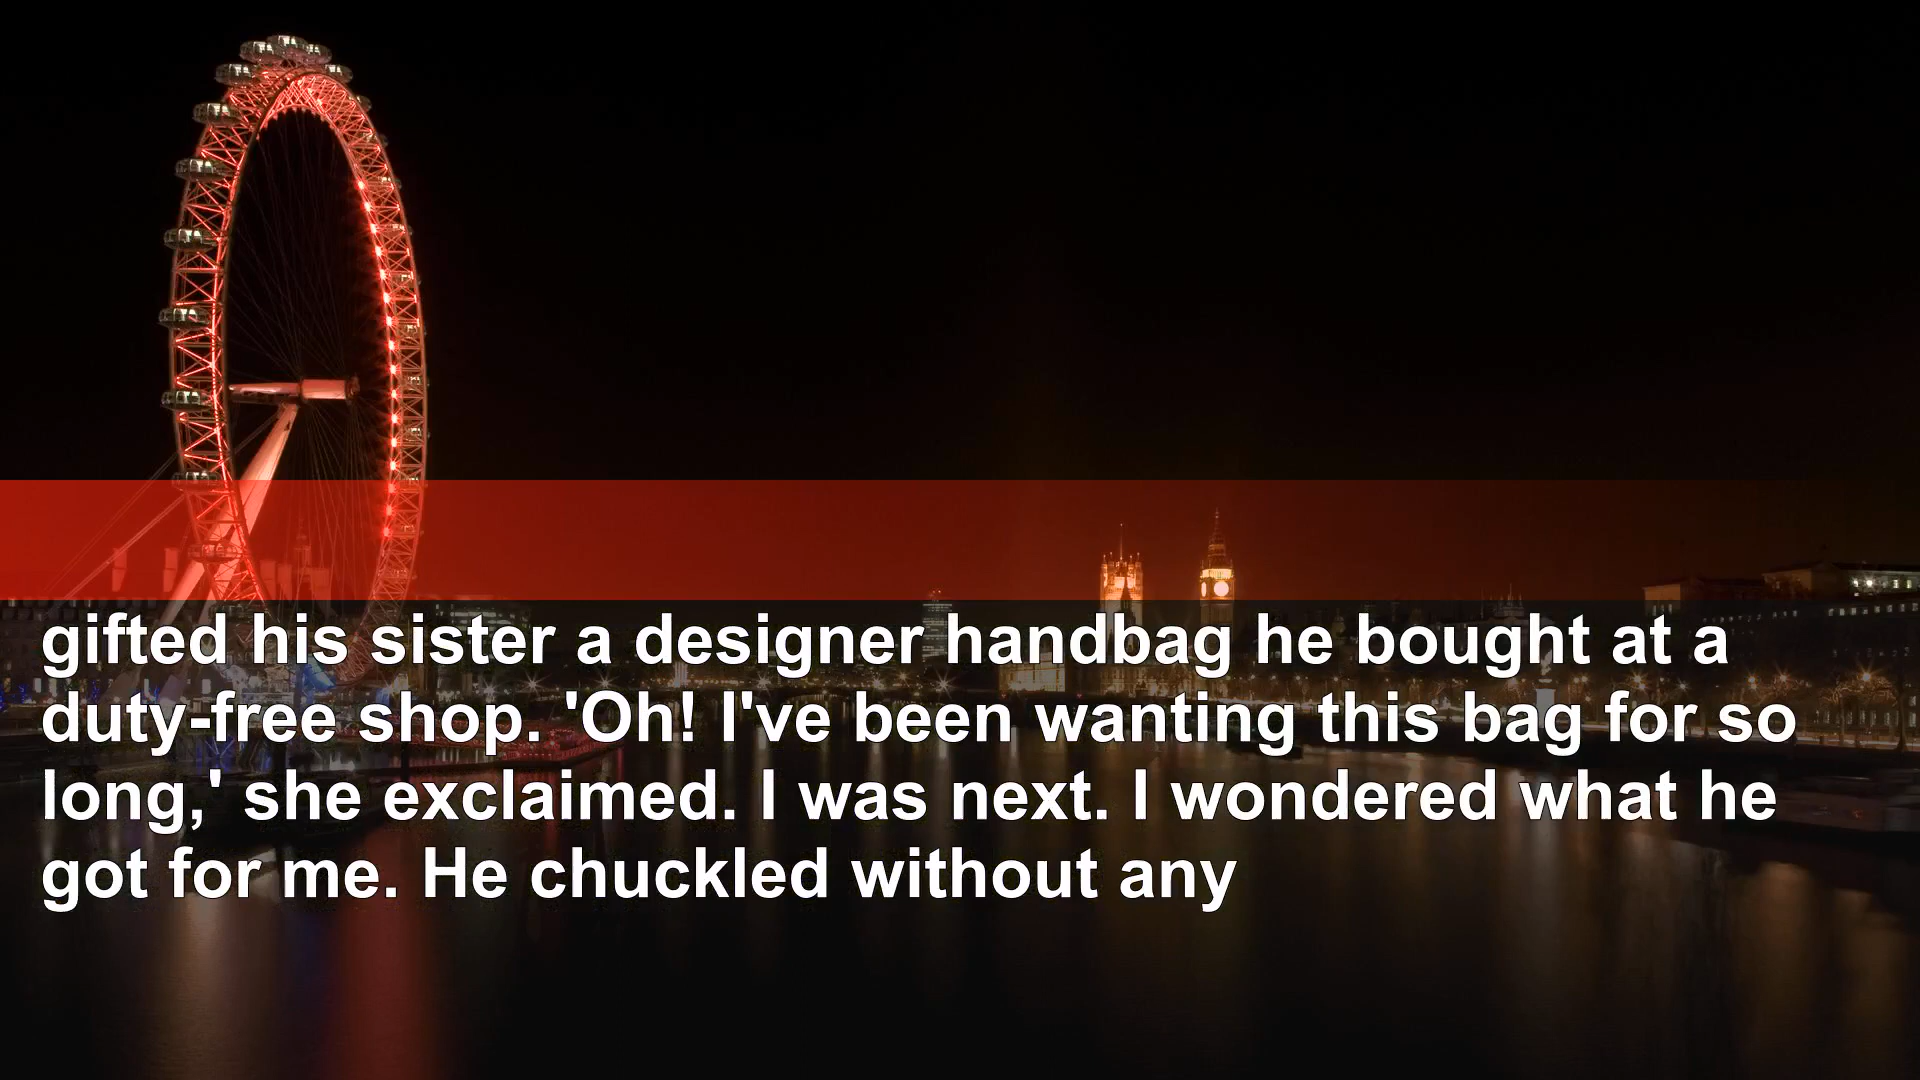 gifted his sister a designer handbag he bought at a
duty-free shop. 'Oh! I've been wanting this bag for so
long,' she exclaimed. I was next. I wondered what he
got for me. He chuckled without any